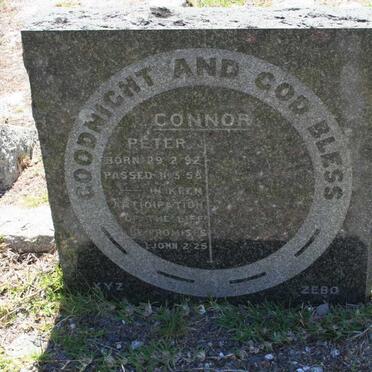 GOODNIGHT AND GOD BLESS
CONNOR
PETER
BORN 29 2 92
PASSED 11 5 58
IN KEEN
ANTICIPATION
OF THE LIFE
HE PROMISES
1 JOHN 2 25
XYZ
ZEBO